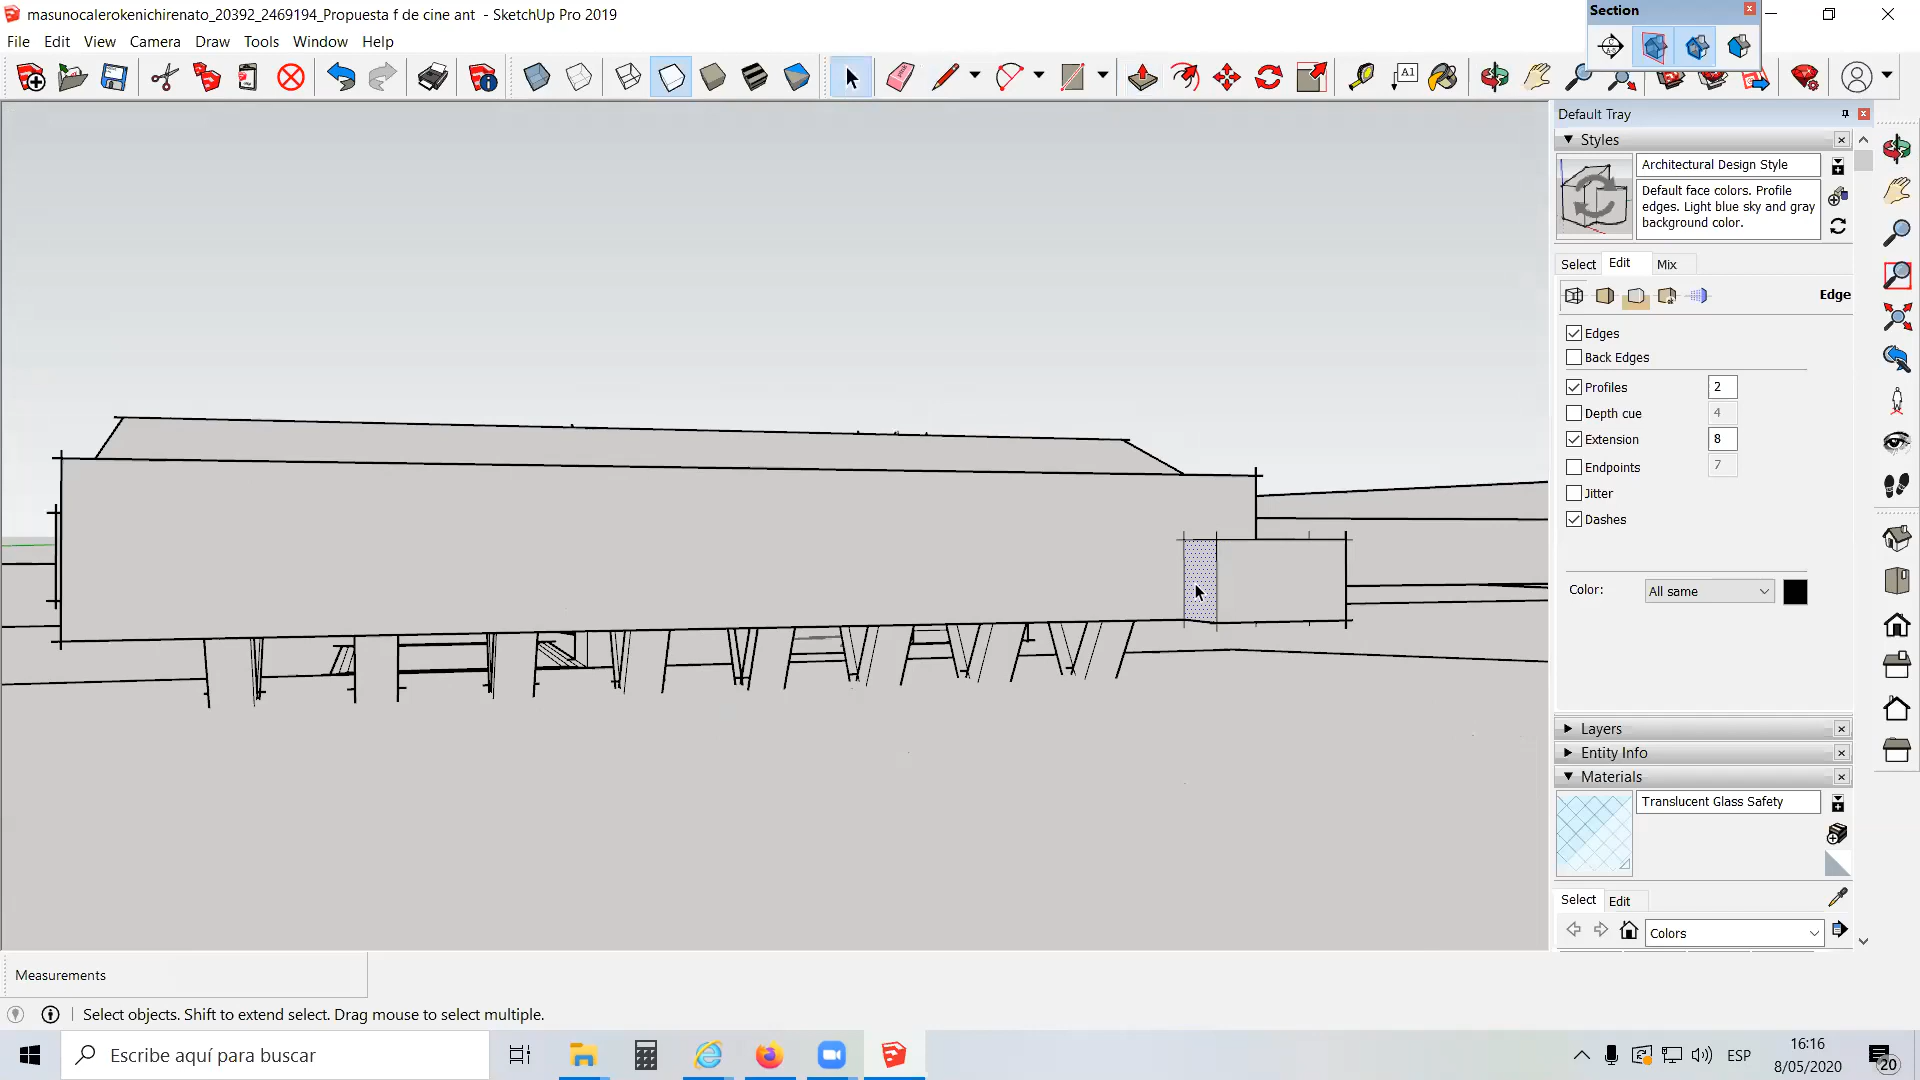 masunocalerokenichirenato_20392_2469194_Propuesta f de cine ant - SketchUp Pro 2019
Section
File Edit View Camera Draw Tools Window Help
A1
Default Tray
Styles
Architectural Design Style
Default face colors. Profile
edges. Light blue sky and gray
background color.
Select Edit Mix
Edge
Edges
Back Edges
Profiles 2
Depth cue 4
Extension 8
Endpoints 7
Jitter
Dashes
Color: All same
Layers
Entity Info
Materials
Translucent Glass Safety
Select Edit
Colors
Measurements
Select objects. Shift to extend select. Drag mouse to select multiple.
Escribe aquí para buscar
ESP
16:16
8/05/2020
20